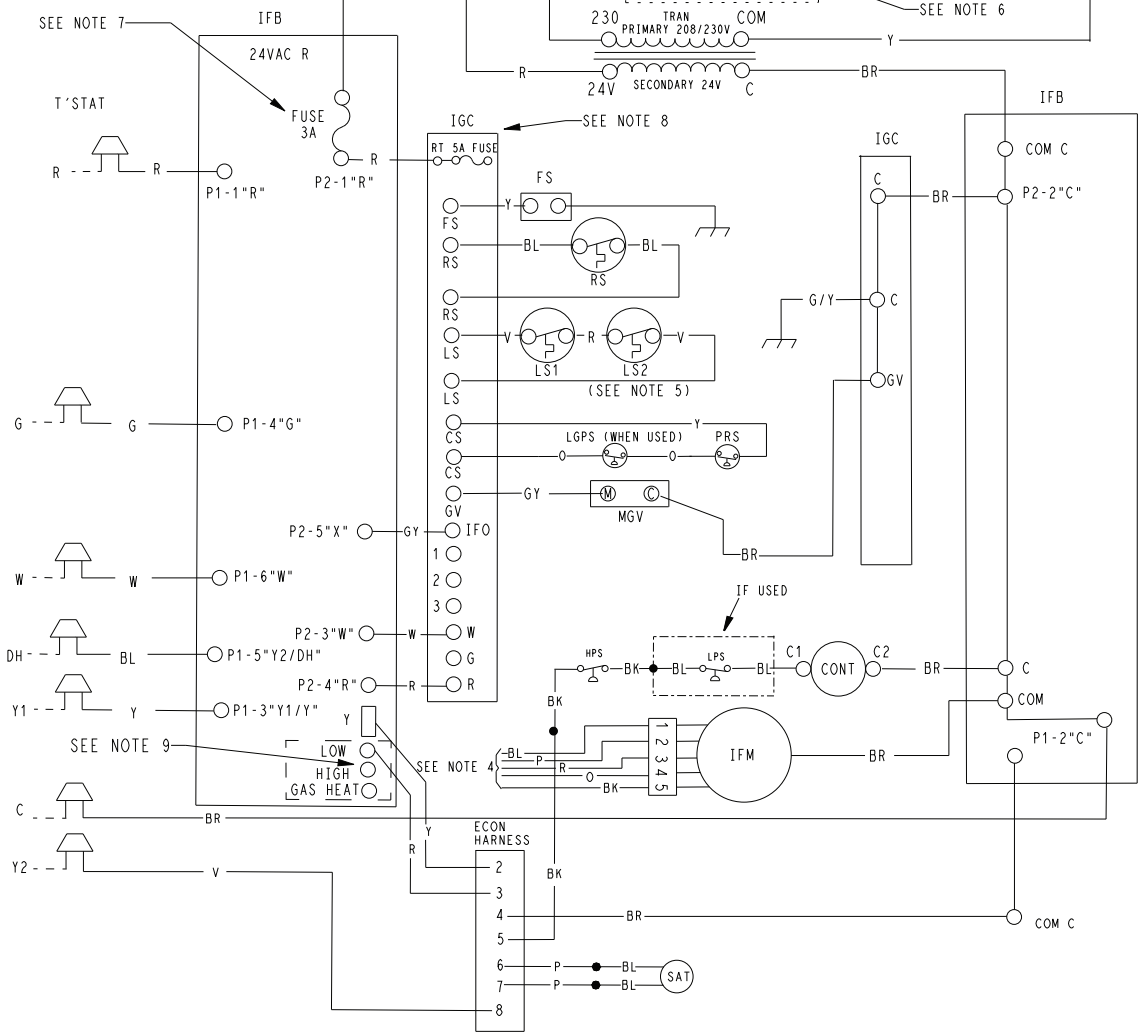 SEE NOTE 7
IFB
230 TRAN COM
PRIMARY 208/230V
SEE NOTE 6
Y
24VAC R
R
24V SECONDARY 24V C
BR
IFB
T'STAT
FUSE
3A
IGC
SEE NOTE 8
IGC
COM C
RT 5A FUSE
R R
P1-1"R"
P2-1"R"
R
FS
C
BR
P2-2"C"
FS
Y
RS
BL
BL
RS
RS
G/Y
C
LS
V
R
V
LS1
LS2
LS
(SEE NOTE 5)
GV
G G
P1-4"G"
CS
Y
LGPS (WHEN USED)
PRS
CS
O
O
GV
GY
M C
MGV
P2-5"X"
GY
IFO
BR
1
2
3
W W
P1-6"W"
IF USED
P2-3"W"
W
W
DH BL
P1-5"Y2/DH"
G
HPS
BK
BL
LPS
BL
C1
CONT
C2
BR
C
P2-4"R"
R
R
BK
COM
Y1 Y
P1-3"Y1/Y"
Y
P1-2"C"
SEE NOTE 9
LOW
HIGH
GAS HEAT
SEE NOTE 4
BL
P
R
O
BK
1
2
3
4
5
IFM
BR
C
BR
Y
R
ECON
HARNESS
Y2
V
2
BK
3
4
BR
COM C
5
6
P
BL
SAT
7
P
BL
8